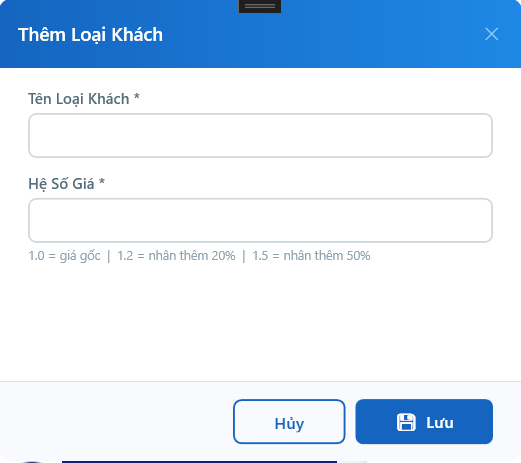 Thêm Loại Khách
Tên Loại Khách *
Hệ Số Giá *
1.0 = giá gốc | 1.2 = nhân thêm 20% | 1.5 = nhân thêm 50%
Hủy
Lưu